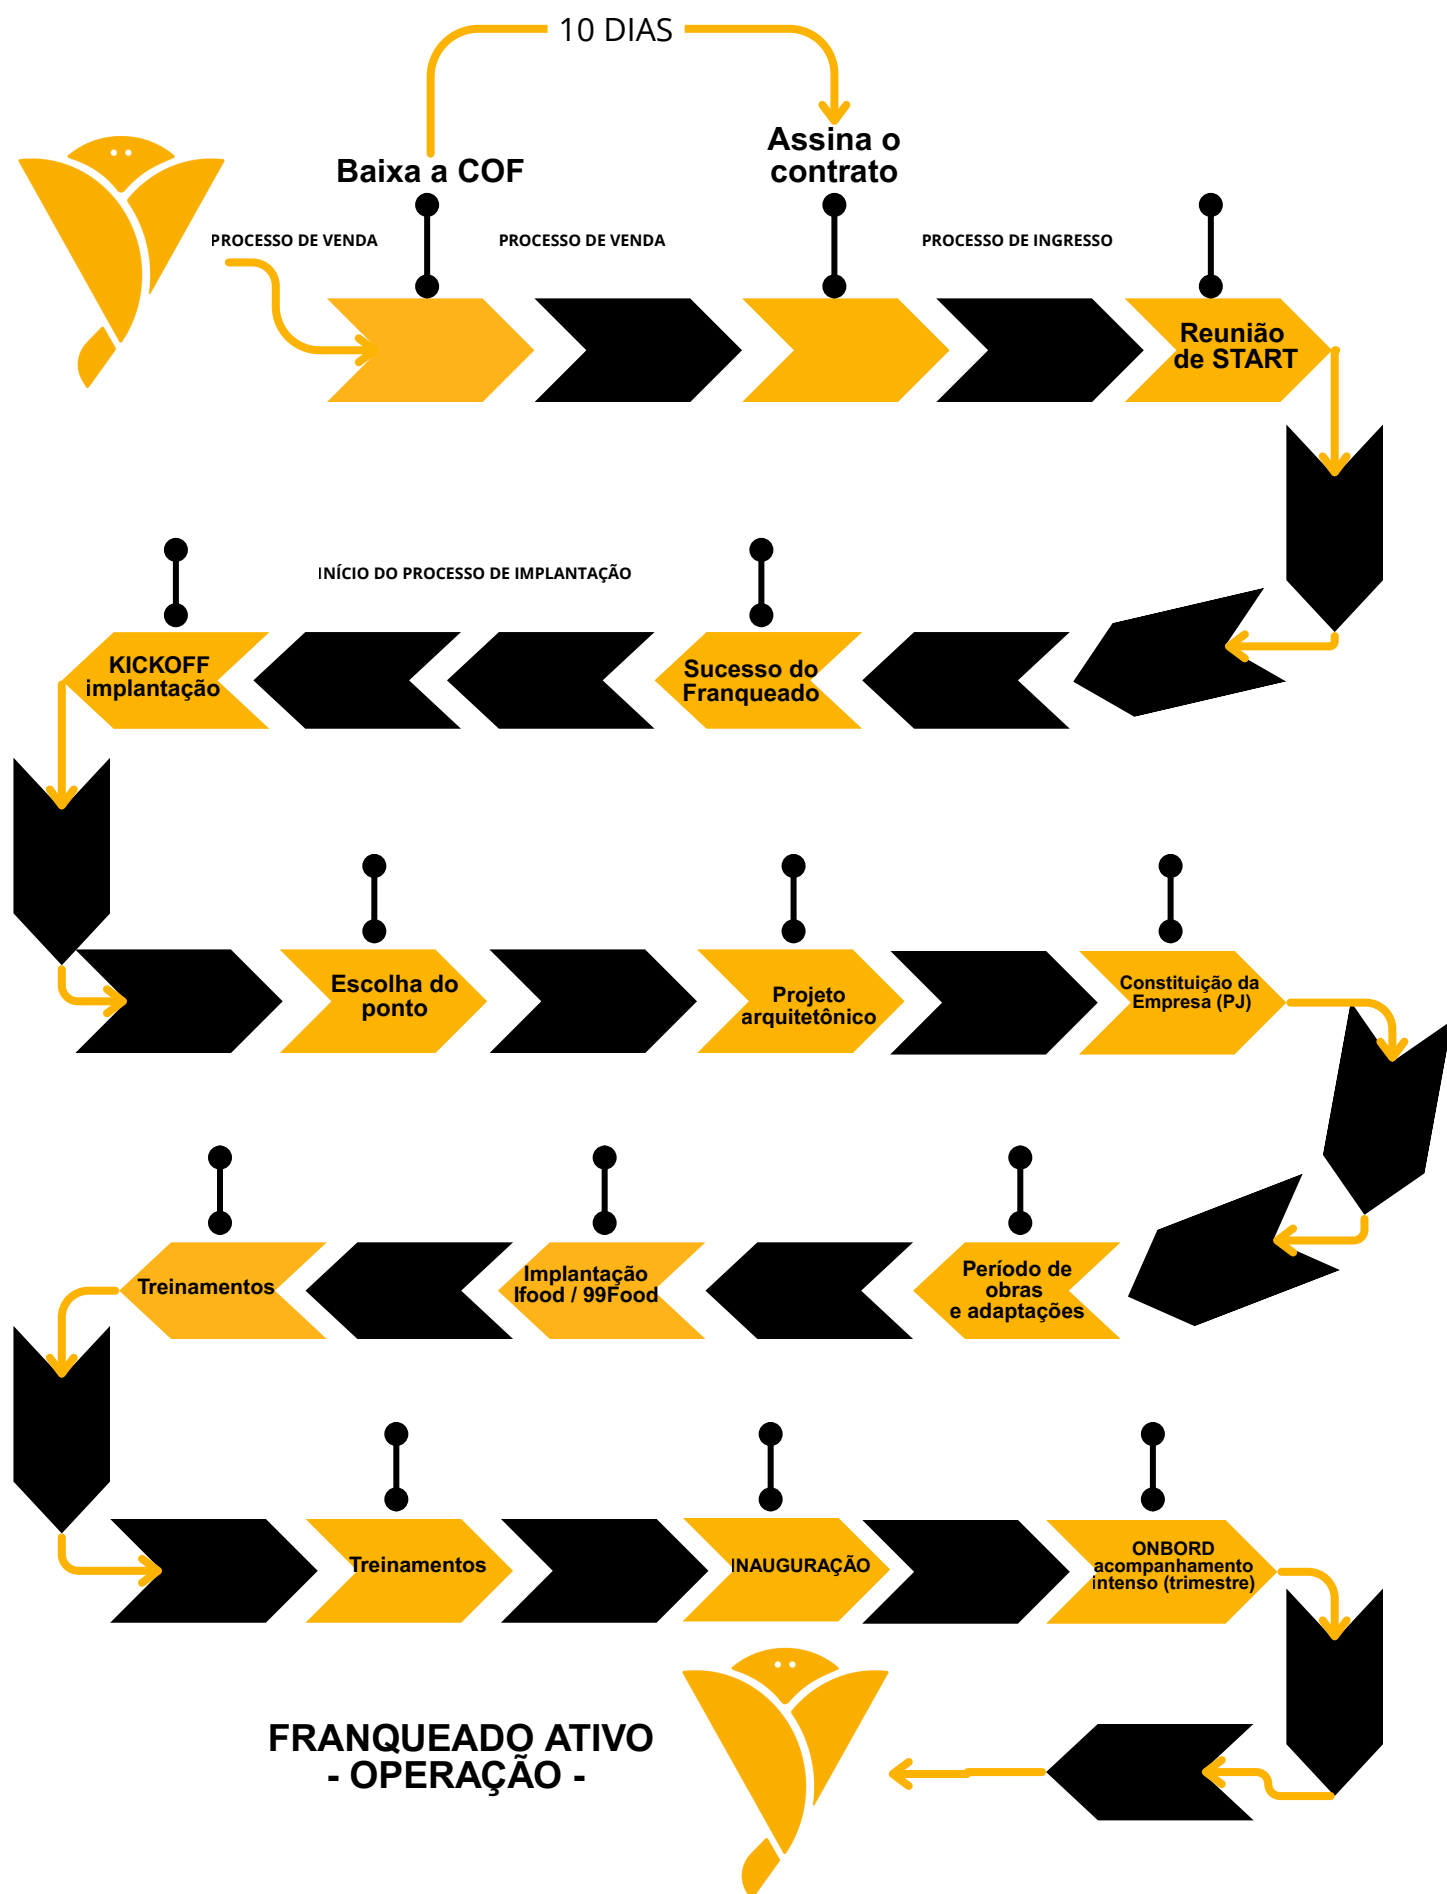 10 DIAS
Baixa a COF
Assina o
contrato
PROCESSO DE VENDA
PROCESSO DE VENDA
PROCESSO DE INGRESSO
Reunião
de START
INÍCIO DO PROCESSO DE IMPLANTAÇÃO
KICKOFF
implantação
Sucesso do
Franqueado
Escolha do
ponto
Projeto
arquitetônico
Constituição da
Empresa (PJ)
Treinamentos
Implantação
Ifood / 99Food
Período de
obras
e adaptações
Treinamentos
INAUGURAÇÃO
ONBORD
acompanhamento
intenso (trimestre)
FRANQUEADO ATIVO
- OPERAÇÃO -